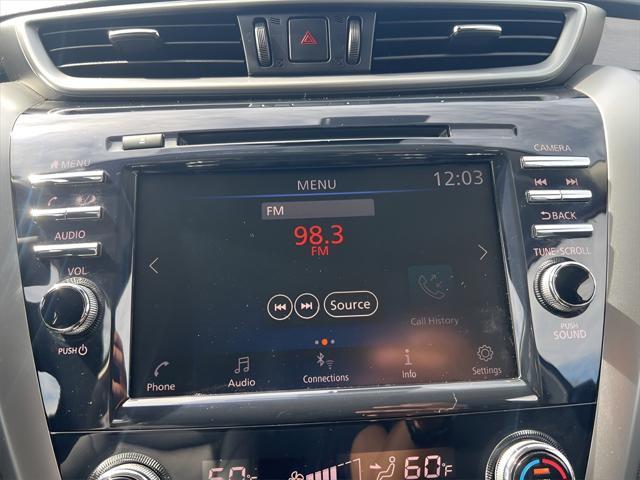 CAMERA
MENU
MENU
12:03
FM
98.3
FM
AUDIO
BACK
VOL
TUNE·SCROLL
Source
Call History
PUSH
PUSH
SOUND
Phone
Audio
Connections
Info
Settings
60°F
60°F